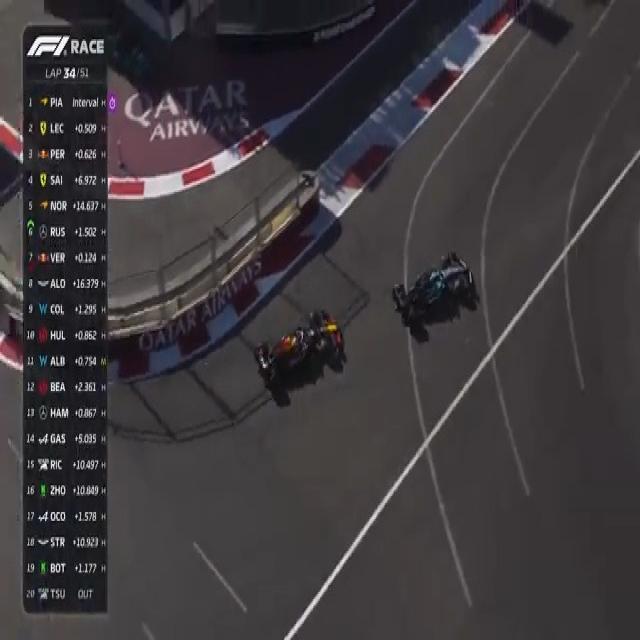 F1 RACE
LAP 34/51
1 PIA Interval H
2 LEC +0.509 H
3 PER +0.626 H
4 SAI +6.972 H
5 NOR +14.637 H
6 RUS +1.502 H
7 VER +0.124 H
8 ALO +16.379 H
9 COL +1.295 H
10 HUL +0.862 H
11 ALB +0.754 M
12 BEA +2.361 H
13 HAM +0.867 H
14 GAS +5.035 H
15 RIC +10.497 H
16 ZHO +10.849 H
17 OCO +1.578 H
18 STR +10.923 H
19 BOT +1.177 H
20 TSU OUT
QATAR
AIRWAYS
QATAR AIRWAYS